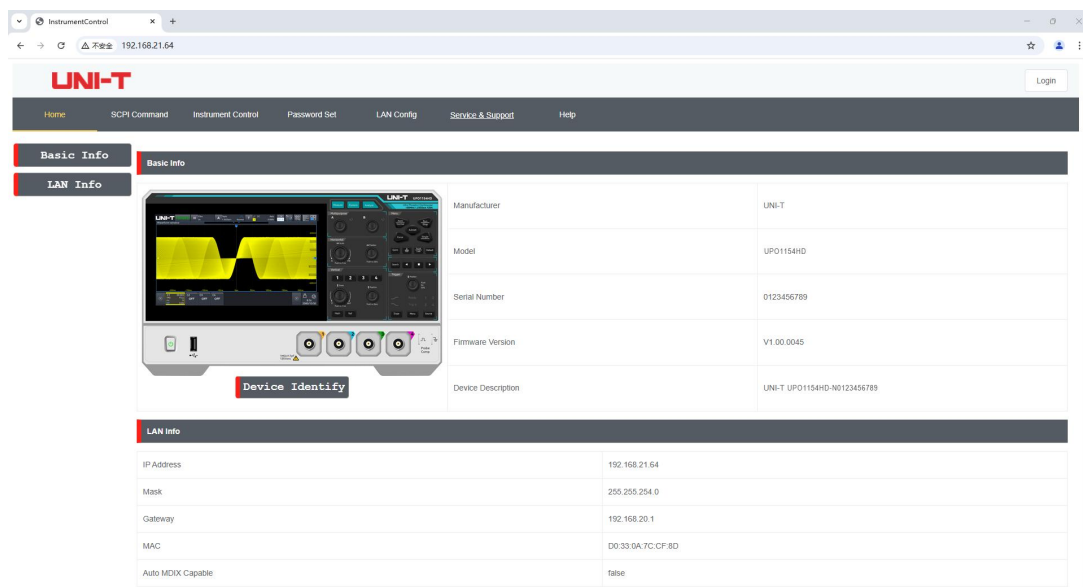 InstrumentControl
不安全 192.168.21.64
UNI-T
Login
Home SCPI Command Instrument Control Password Set LAN Config Service & Support Help
Basic Info
LAN Info
Basic Info
UNI-T
UNI-T
Device Identify
Manufacturer UNI-T
Model UPO1154HD
Serial Number 0123456789
Firmware Version V1.00.0045
Device Description UNI-T UPO1154HD-N0123456789
LAN Info
IP Address 192.168.21.64
Mask 255.255.254.0
Gateway 192.168.20.1
MAC D0:33:0A:7C:CF:8D
Auto MDIX Capable false